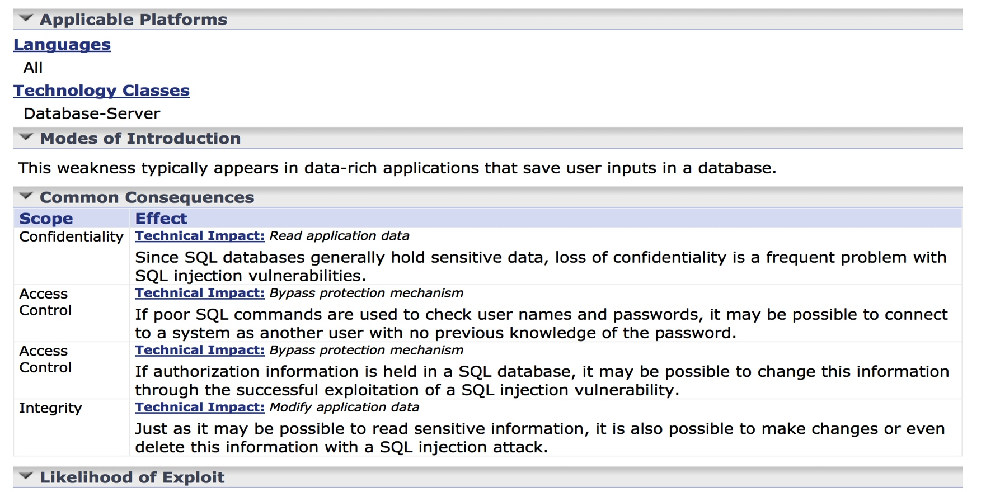 Applicable Platforms
Languages
All
Technology Classes
Database-Server
Modes of Introduction
This weakness typically appears in data-rich applications that save user inputs in a database.
Common Consequences
Scope Effect
Confidentiality Technical Impact: Read application data
Since SQL databases generally hold sensitive data, loss of confidentiality is a frequent problem with
SQL injection vulnerabilities.
Access Technical Impact: Bypass protection mechanism
Control If poor SQL commands are used to check user names and passwords, it may be possible to connect
to a system as another user with no previous knowledge of the password.
Access Technical Impact: Bypass protection mechanism
Control If authorization information is held in a SQL database, it may be possible to change this information
through the successful exploitation of a SQL injection vulnerability.
Integrity Technical Impact: Modify application data
Just as it may be possible to read sensitive information, it is also possible to make changes or even
delete this information with a SQL injection attack.
Likelihood of Exploit